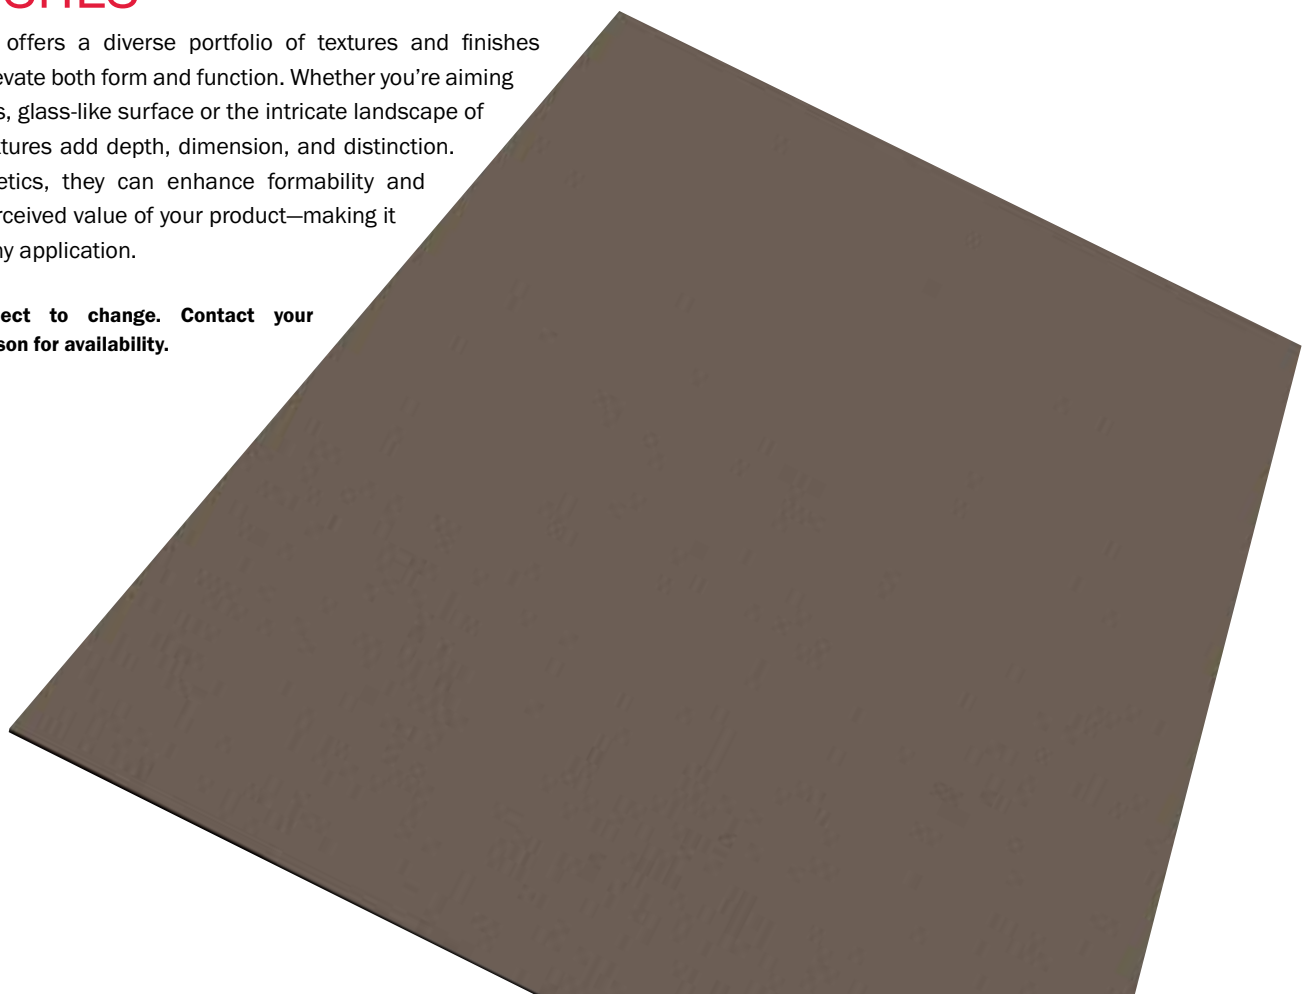 SHES
offers a diverse portfolio of textures and finishes
evate both form and function. Whether you’re aiming
s, glass-like surface or the intricate landscape of
tures add depth, dimension, and distinction.
etics, they can enhance formability and
rceived value of your product—making it
ny application.
ect to change. Contact your
son for availability.